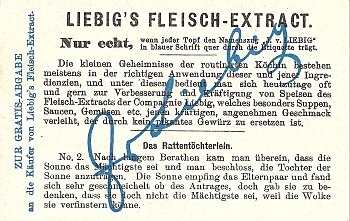 LIEBIG'S FLEISCH-EXTRACT.
Nur echt, wenn jeder Topf den Namenszug „J. v. LIEBIG"
in blauer Schrift quer durch die Etiquette trägt.
Die kleinen Geheimnisse der routinirten Köchin bestehen
meistens in der richtigen Anwendung dieser und jener Ingre-
dienzien, und unter diesen bedient man sich heutzutage oft
und gern zur Verbesserung und Kräftigung von Speisen des
Fleisch-Extracts der Compagnie Liebig, welches besonders Suppen,
Saucen, Gemüsen etc. jenen kräftigen, angenehmen Geschmack
verleiht, der durch kein pikantes Gewürz zu ersetzen ist.
Das Rattentöchterlein.
No. 2. Nach langem Berathen kam man überein, dass die
Sonne das Mächtigste sei und man beschloss, die Tochter der
Sonne anzutragen. Die Sonne empfing das Elternpaar und fand
sich sehr geschmeichelt ob des Antrages, doch gab sie zu be-
denken, dass sie doch nicht die Mächtigste sei, weil die Wolke
sie verfinstern könne.
ZUR GRATIS-ABGABE
an die Käufer von Liebig's Fleisch-Extract.